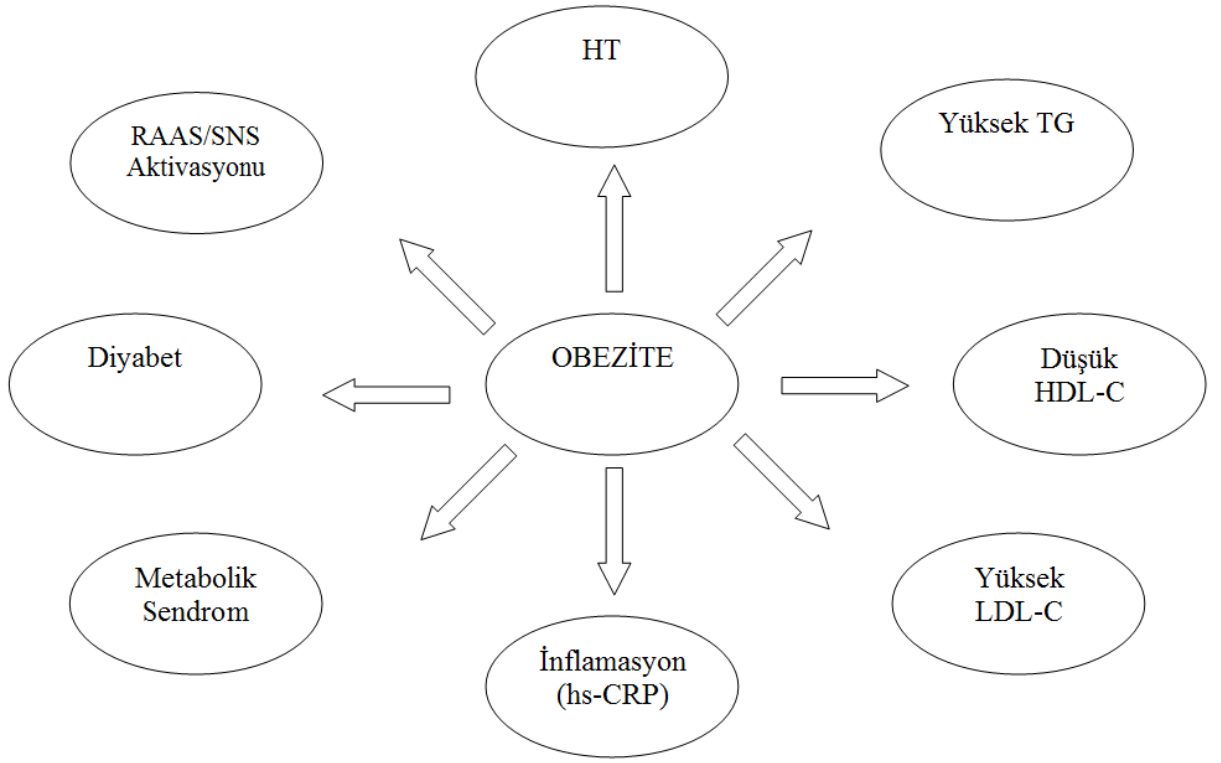 HT
RAAS/SNS
Aktivasyonu
Yüksek TG
Diyabet
OBEZİTE
Düşük
HDL-C
Metabolik
Sendrom
Yüksek
LDL-C
İnflamasyon
(hs-CRP)